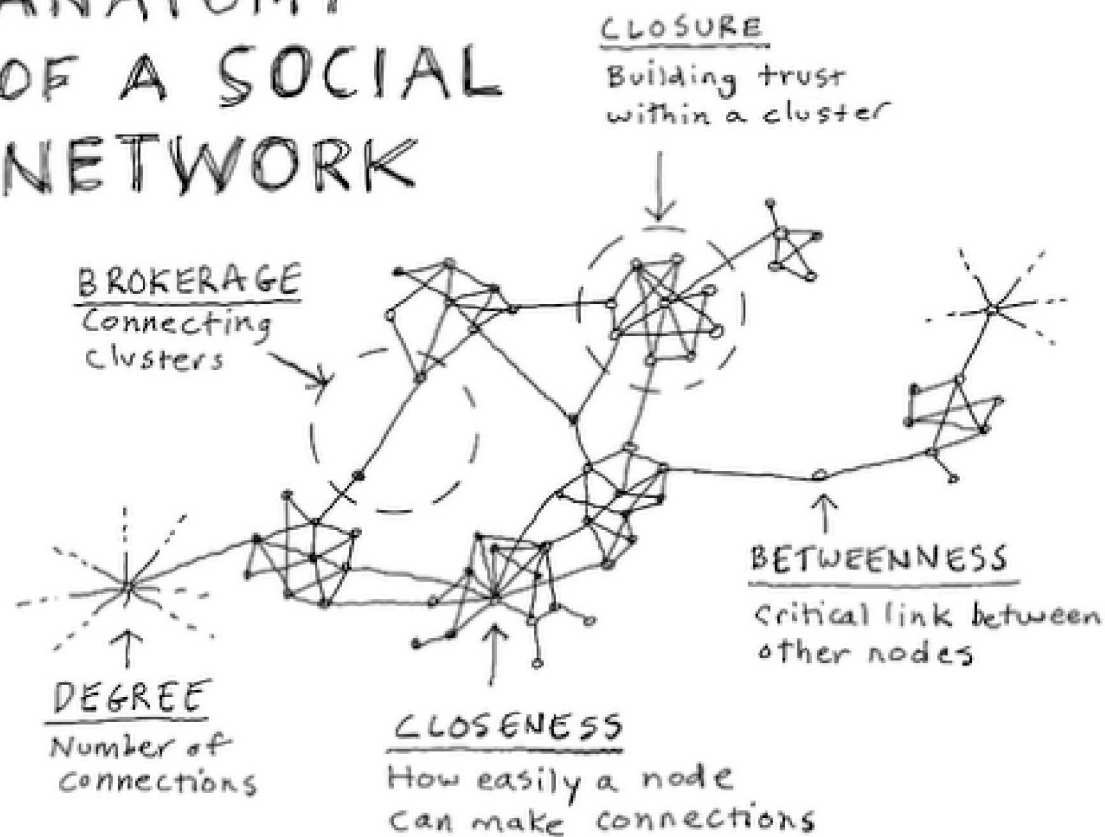 ANATOMY
OF A SOCIAL
NETWORK
CLOSURE
Building trust
within a cluster
BROKERAGE
Connecting
clusters
BETWEENNESS
Critical link between
other nodes
DEGREE
Number of
connections
CLOSENESS
How easily a node
can make connections